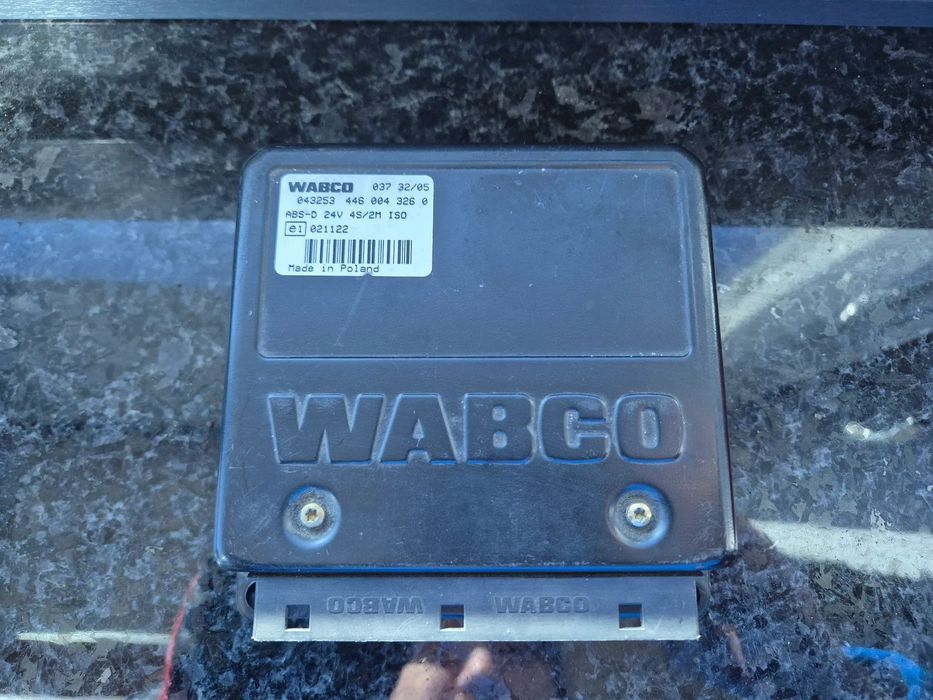 WABCO 037 32/05
043253 446 004 326 0
ABS-D 24V 4S/2M ISO
e1 021122
Made in Poland
WABCO
WABCO WABCO